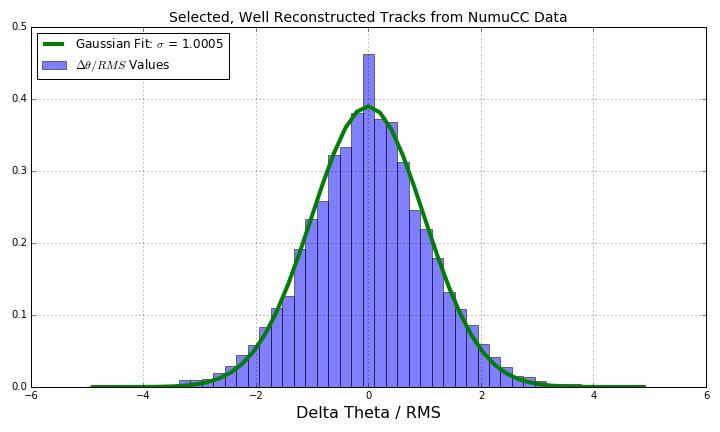 Selected, Well Reconstructed Tracks from NumuCC Data
Gaussian Fit: σ = 1.0005
Δθ/RMS Values
0.5
0.4
0.3
0.2
0.1
0.0
−6 −4 −2 0 2 4 6
Delta Theta / RMS